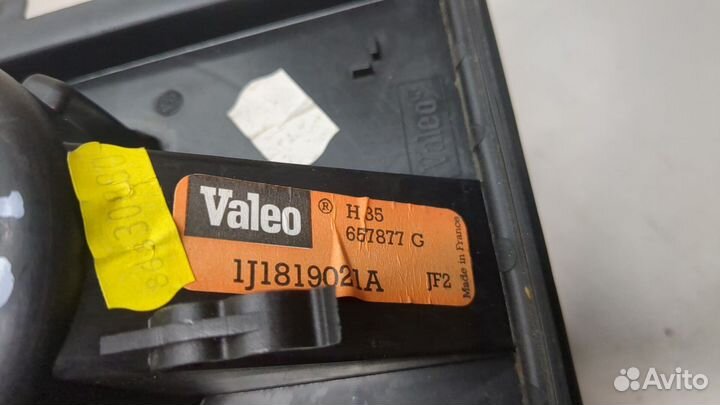 Valeo
Valeo ®
H 85
657877 G
1J1819021A
JF2
Made in France
Avito